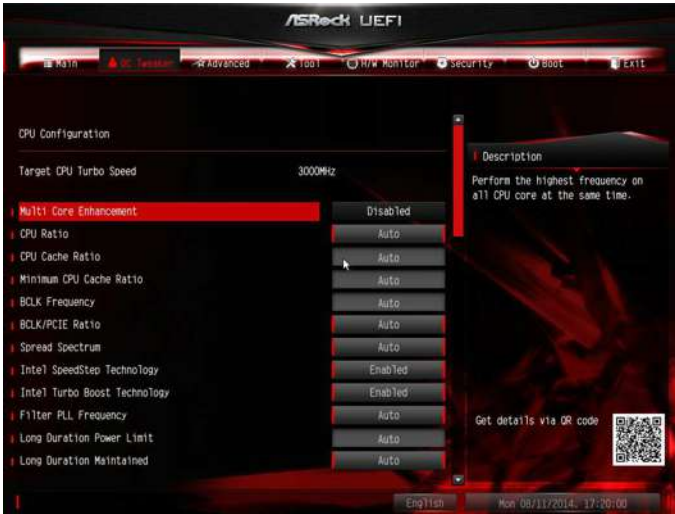 ASRock UEFI
Main OC Tweaker Advanced Tool H/W Monitor Security Boot Exit
CPU Configuration
Target CPU Turbo Speed 3000MHz
Multi Core Enhancement Disabled
CPU Ratio Auto
CPU Cache Ratio Auto
Minimum CPU Cache Ratio Auto
BCLK Frequency Auto
BCLK/PCIE Ratio Auto
Spread Spectrum Auto
Intel SpeedStep Technology Enabled
Intel Turbo Boost Technology Enabled
Filter PLL Frequency Auto
Long Duration Power Limit Auto
Long Duration Maintained Auto
Description
Perform the highest frequency on
all CPU core at the same time.
Get details via QR code
English Mon 08/11/2014. 17:20:00